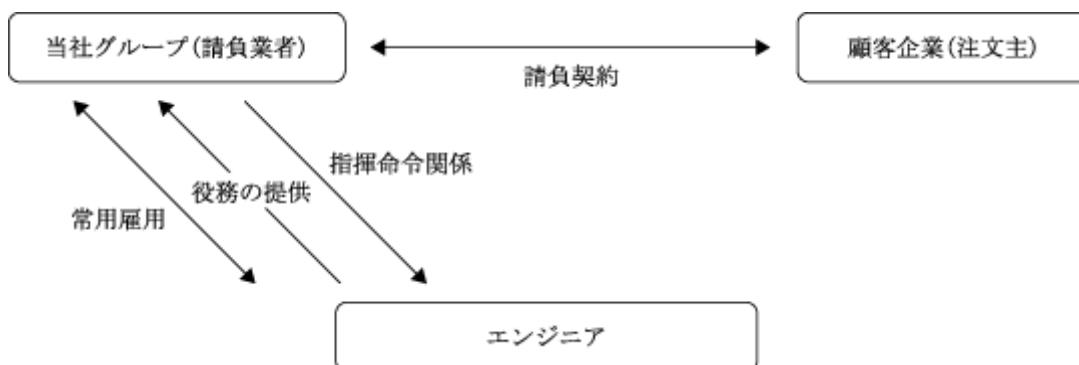 当社グループ(請負業者)
顧客企業(注文主)
請負契約
指揮命令関係
役務の提供
常用雇用
エンジニア